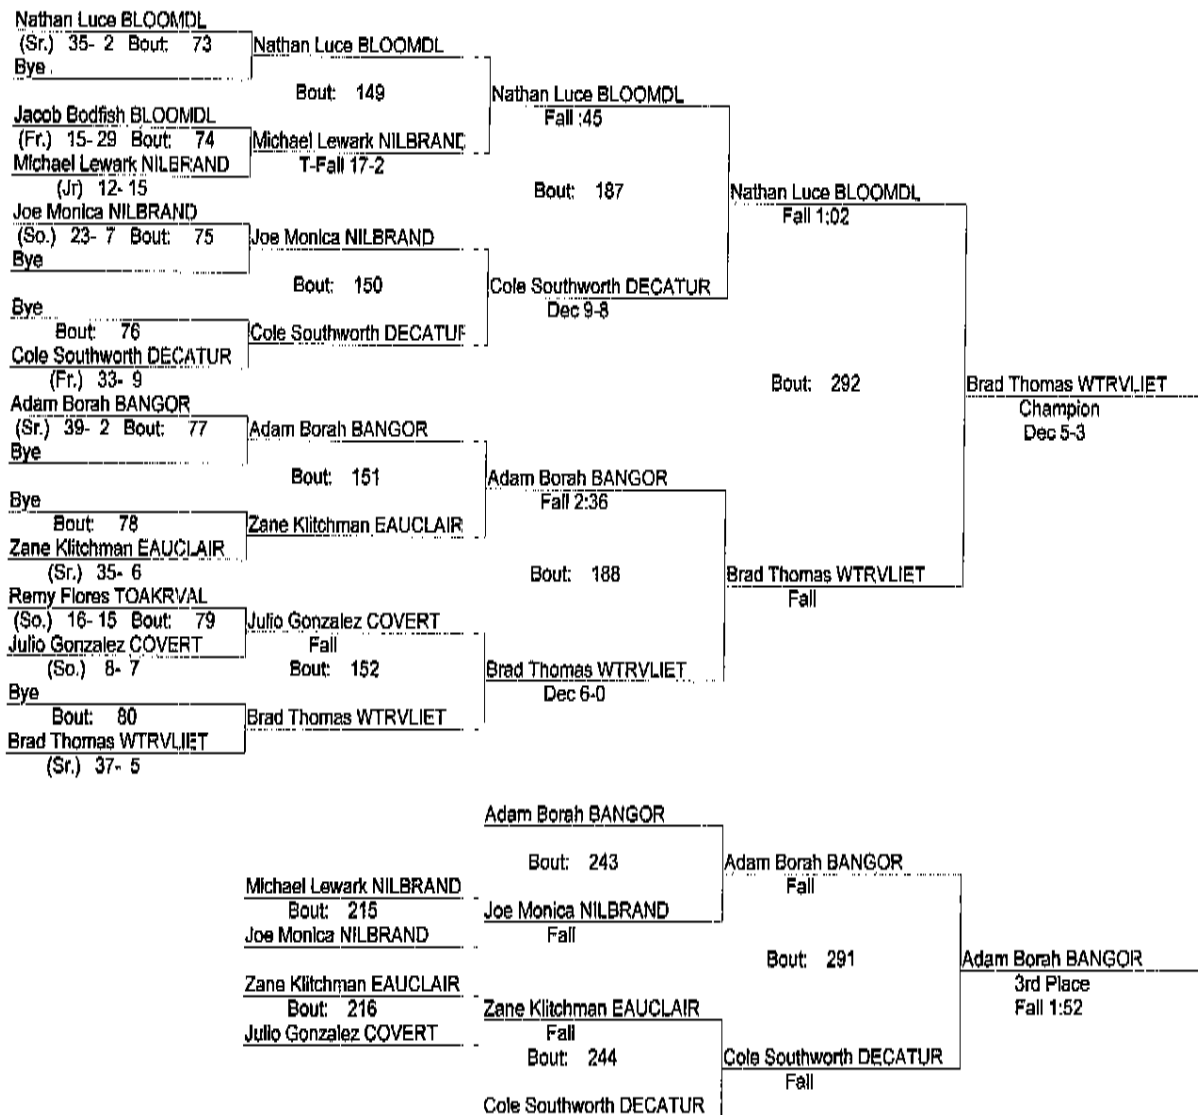 Nathan Luce BLOOMDL
(Sr.) 35- 2 Bout: 73
Bye
Nathan Luce BLOOMDL
Bout: 149
Jacob Bodfish BLOOMDL
(Fr.) 15- 29 Bout: 74
Michael Lewark NILBRAND
(Jr) 12- 15
Michael Lewark NILBRAND
T-Fall 17-2
Nathan Luce BLOOMDL
Fall :45
Bout: 187
Joe Monica NILBRAND
(So.) 23- 7 Bout: 75
Bye
Joe Monica NILBRAND
Bout: 150
Bye
Bout: 76
Cole Southworth DECATUR
(Fr.) 33- 9
Cole Southworth DECATUR
Cole Southworth DECATUR
Dec 9-8
Nathan Luce BLOOMDL
Fall 1:02
Bout: 292
Adam Borah BANGOR
(Sr.) 39- 2 Bout: 77
Bye
Adam Borah BANGOR
Bout: 151
Bye
Bout: 78
Zane Klitchman EAUCLAIR
(Sr.) 35- 6
Zane Klitchman EAUCLAIR
Adam Borah BANGOR
Fall 2:36
Bout: 188
Remy Flores TOAKRVAL
(So.) 16- 15 Bout: 79
Julio Gonzalez COVERT
(So.) 8- 7
Julio Gonzalez COVERT
Fall
Bout: 152
Bye
Bout: 80
Brad Thomas WTRVLIET
(Sr.) 37- 5
Brad Thomas WTRVLIET
Brad Thomas WTRVLIET
Dec 6-0
Brad Thomas WTRVLIET
Fall
Brad Thomas WTRVLIET
Champion
Dec 5-3
Adam Borah BANGOR
Bout: 243
Michael Lewark NILBRAND
Bout: 215
Joe Monica NILBRAND
Joe Monica NILBRAND
Fall
Adam Borah BANGOR
Fall
Bout: 291
Zane Klitchman EAUCLAIR
Bout: 216
Julio Gonzalez COVERT
Zane Klitchman EAUCLAIR
Fall
Bout: 244
Cole Southworth DECATUR
Cole Southworth DECATUR
Fall
Adam Borah BANGOR
3rd Place
Fall 1:52